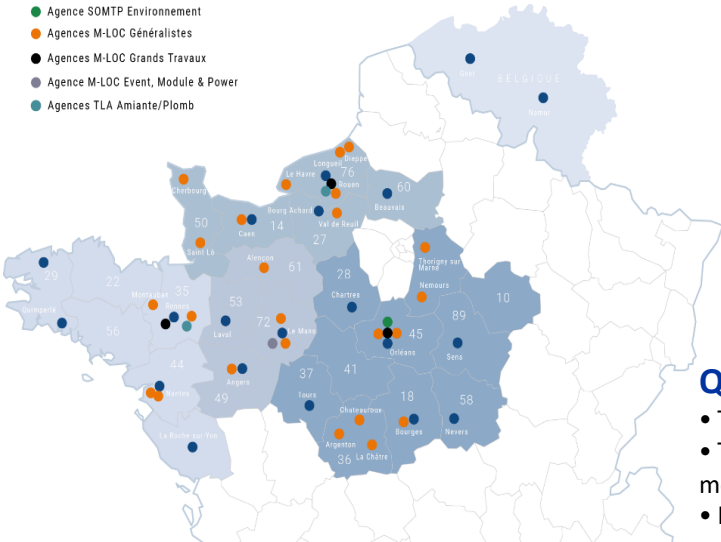 Agence SOMTP Environnement
Agences M-LOC Généralistes
Agences M-LOC Grands Travaux
Agence M-LOC Event, Module & Power
Agences TLA Amiante/Plomb
Gent
BELGIQUE
Namur
Dieppe
Longueil
Le Havre
76
Rouen
60
Beauvais
Cherbourg
Bourg Achard
Val de Reuil
50
14
Caen
27
Saint Lô
Alençon
61
Thorigny sur
Marne
28
29
22
35
Montauban
Rennes
Chartres
Nemours
10
53
72
89
Quimperlé
56
Laval
Le Mans
45
Orléans
Sens
44
Angers
37
41
Nantes
49
Tours
18
58
Chateauroux
Bourges
Nevers
La Roche-sur-Yon
Argenton
La Châtre
36
Q
• T
• T
m